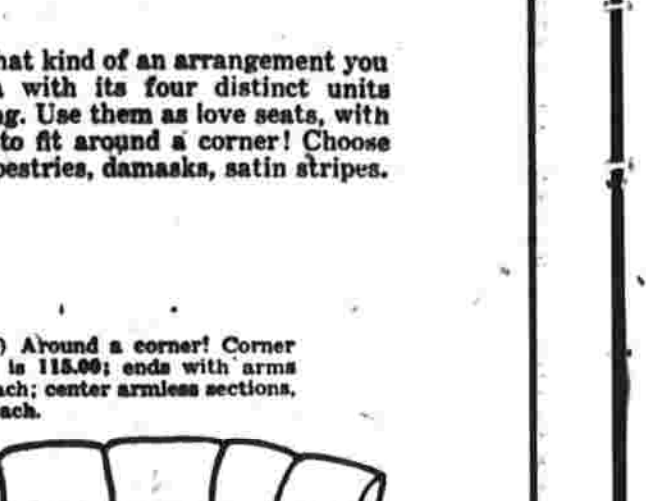 hat kind of an arrangement you
with its four distinct units
ng. Use them as love seats, with
to fit around a corner! Choose
pestries, damasks, satin stripes.
) Around a corner! Corner
is 115.00; ends with arms
ach; center armless sections,
ach.